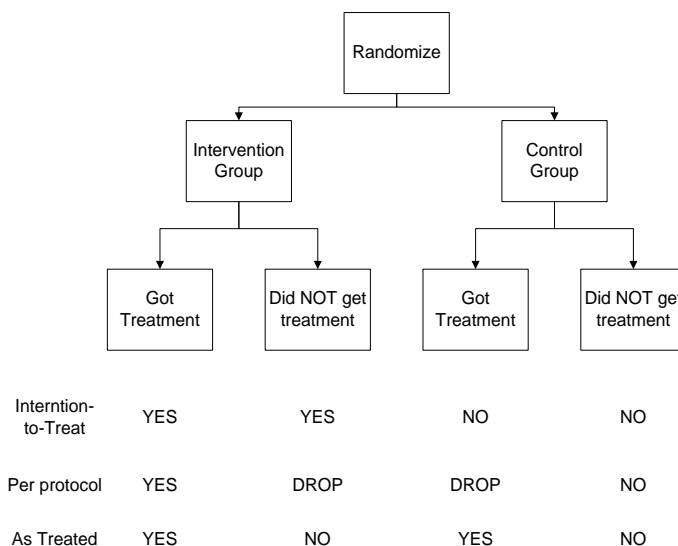 Randomize
Intervention
Group
Control
Group
Got
Treatment
Did NOT get
treatment
Got
Treatment
Did NOT get
treatment
Interntion-
to-Treat
YES
YES
NO
NO
Per protocol
YES
DROP
DROP
NO
As Treated
YES
NO
YES
NO